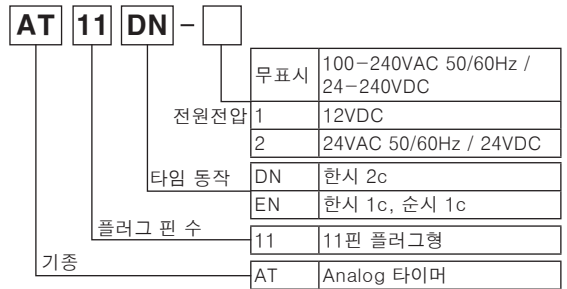 AT 11 DN -
무표시 100-240VAC 50/60Hz /
24-240VDC
전원전압 1 12VDC
2 24VAC 50/60Hz / 24VDC
타임 동작 DN 한시 2c
EN 한시 1c, 순시 1c
플러그 핀 수 11 11핀 플러그형
기종 AT Analog 타이머